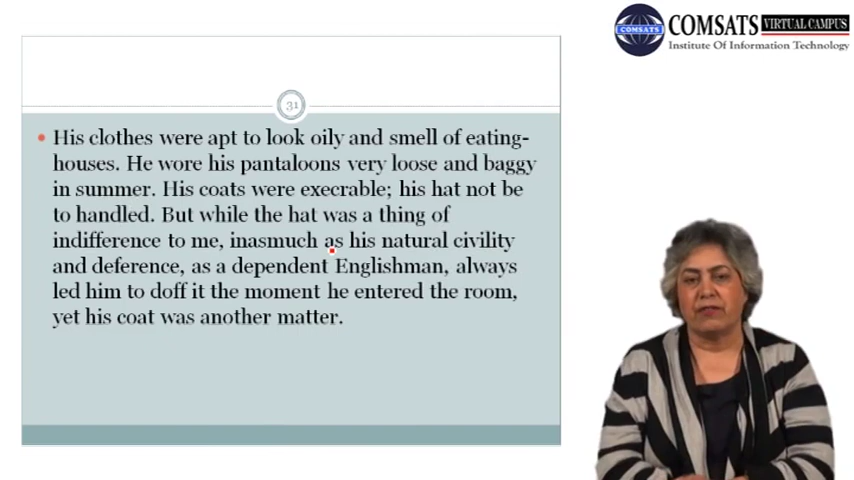 COMSATS
COMSATS VIRTUAL CAMPUS
Institute Of Information Technology
31
• His clothes were apt to look oily and smell of eating-
houses. He wore his pantaloons very loose and baggy
in summer. His coats were execrable; his hat not be
to handled. But while the hat was a thing of
indifference to me, inasmuch as his natural civility
and deference, as a dependent Englishman, always
led him to doff it the moment he entered the room,
yet his coat was another matter.